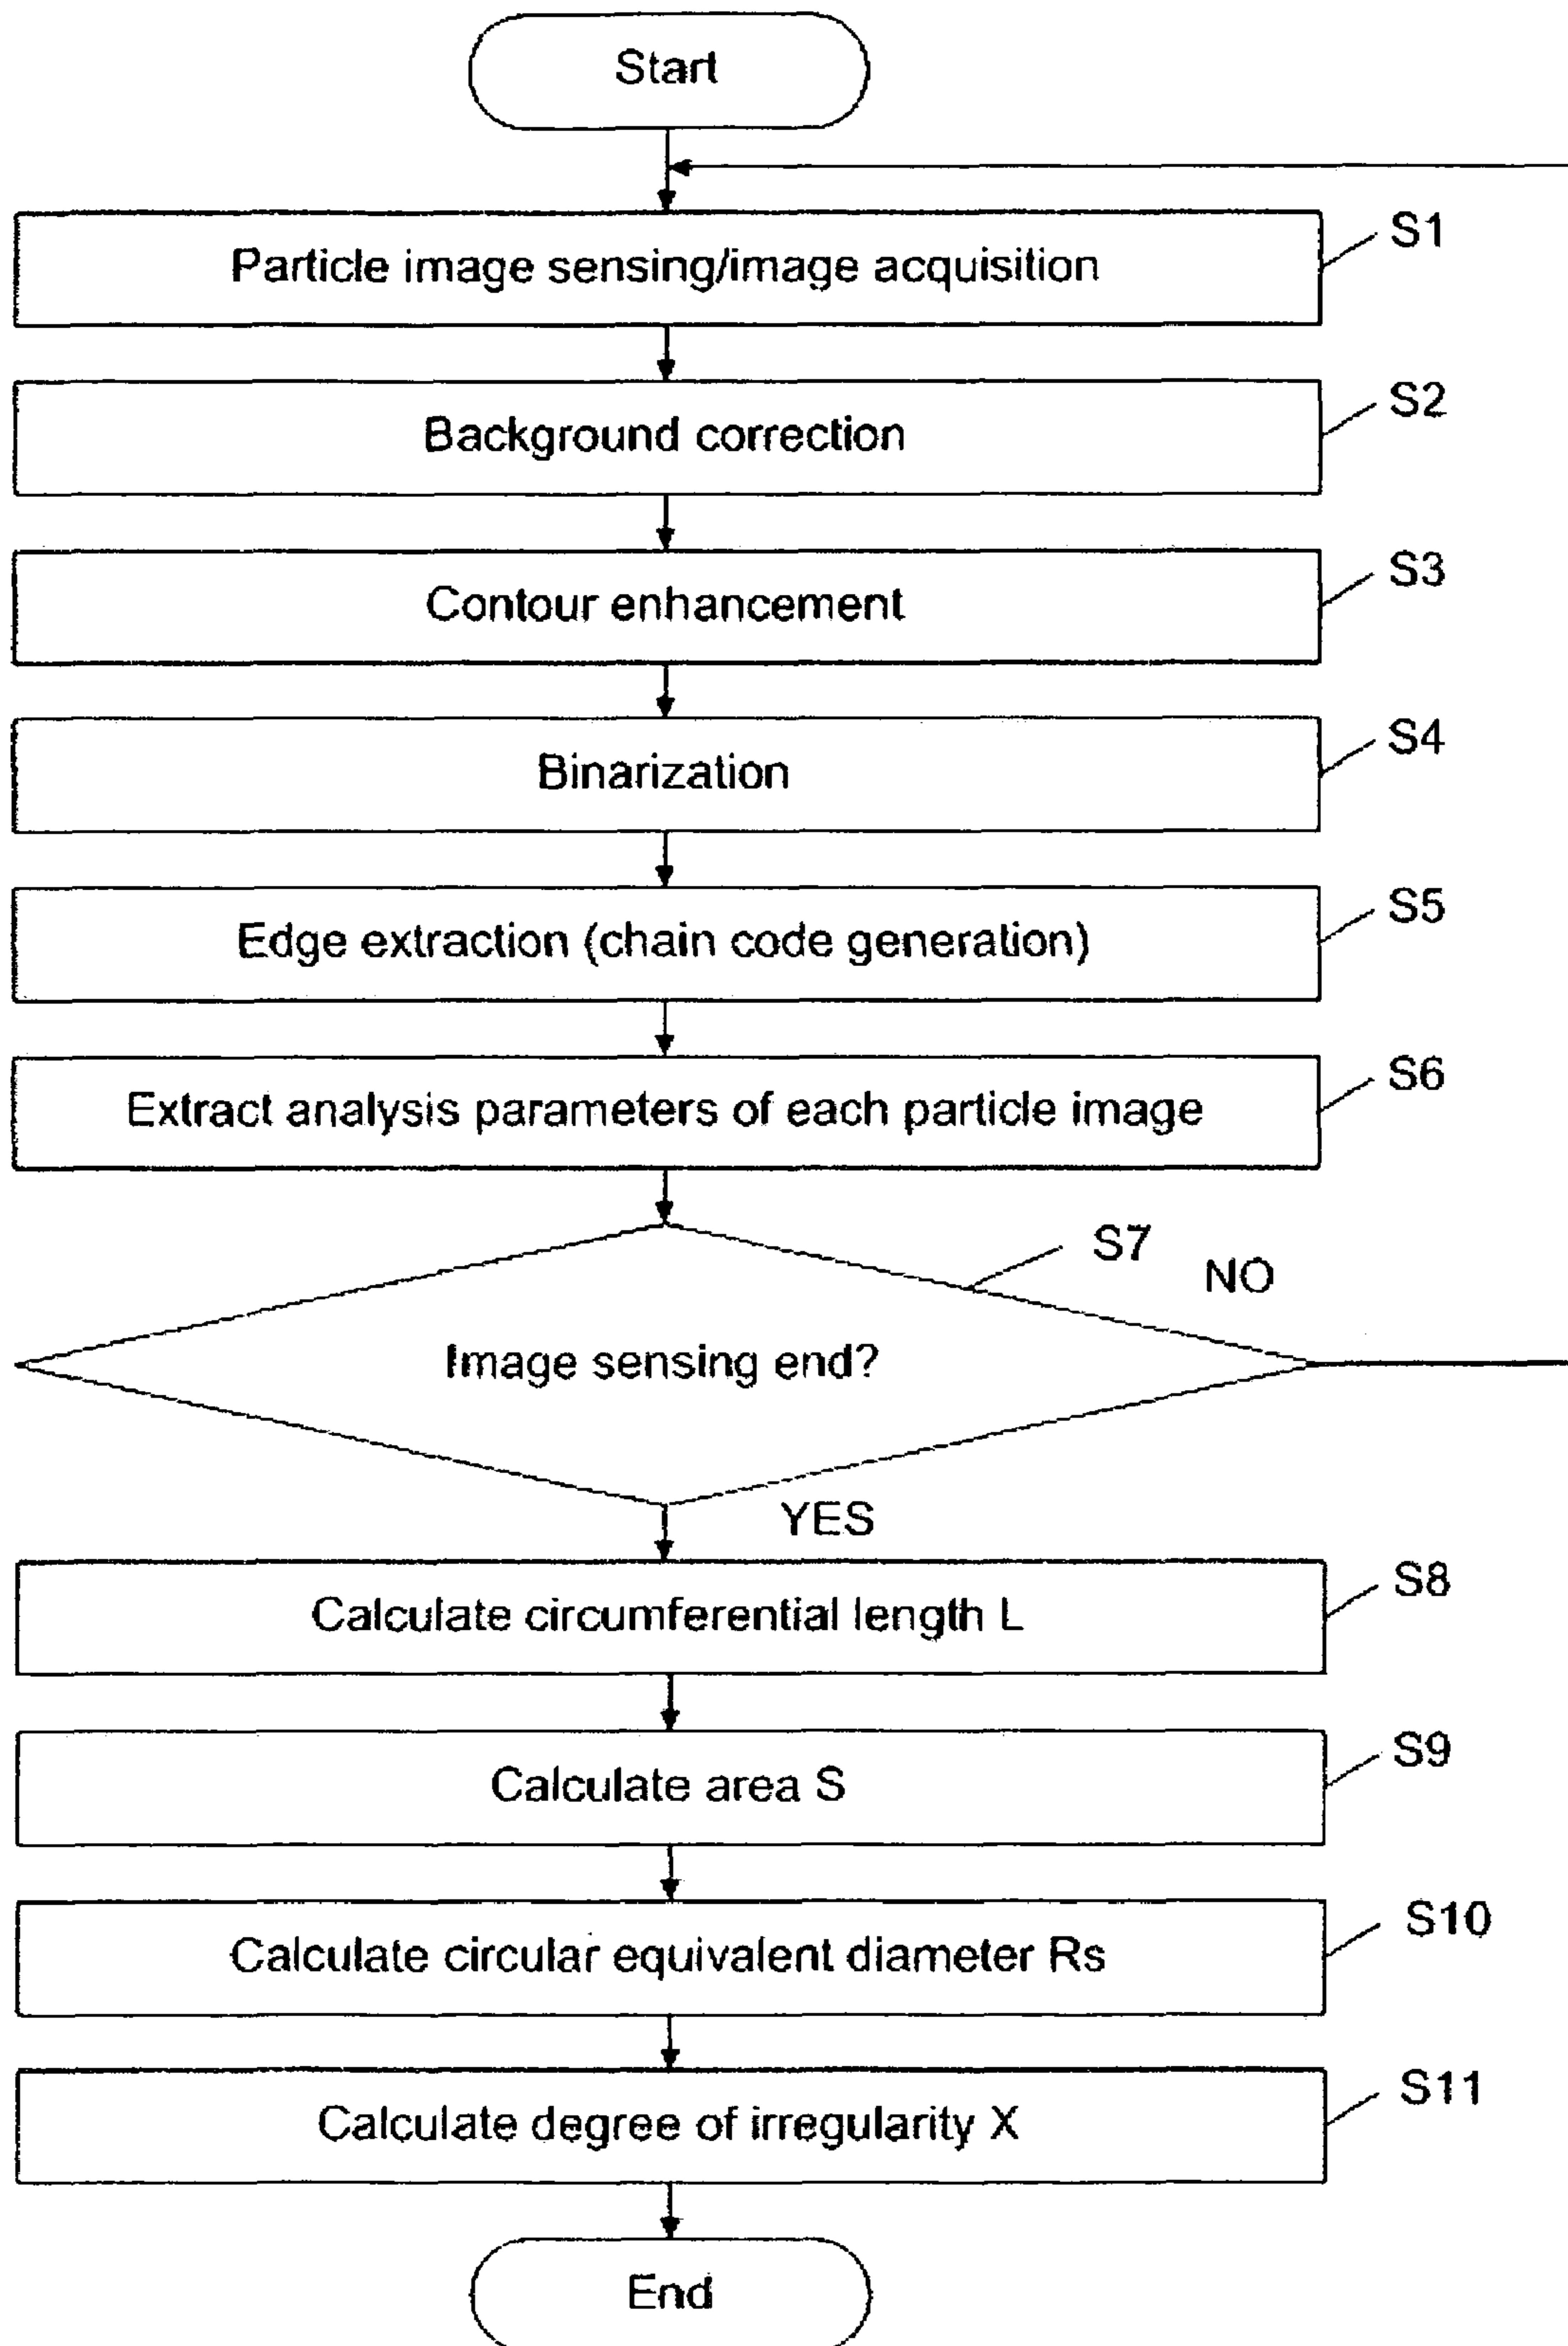 Start
Particle image sensing/image acquisition
S1
Background correction
S2
Contour enhancement
S3
Binarization
S4
Edge extraction (chain code generation)
S5
Extract analysis parameters of each particle image
S6
S7
NO
Image sensing end?
YES
Calculate circumferential length L
S8
Calculate area S
S9
Calculate circular equivalent diameter Rs
S10
Calculate degree of irregularity X
S11
End